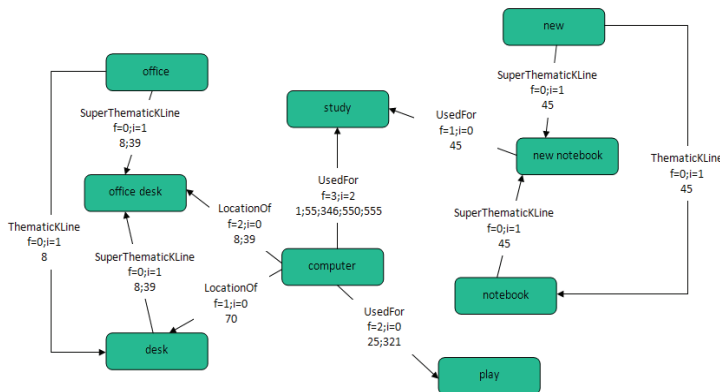 new
office
SuperThematicKLine
f=0;i=1
45
study
SuperThematicKLine
f=0;i=1
8;39
UsedFor
f=1;i=0
45
new notebook
ThematicKLine
f=0;i=1
45
UsedFor
f=3;i=2
1;55;346;550;555
office desk
LocationOf
f=2;i=0
8;39
SuperThematicKLine
f=0;i=1
45
ThematicKLine
f=0;i=1
8
SuperThematicKLine
f=0;i=1
8;39
computer
LocationOf
f=1;i=0
70
notebook
UsedFor
f=2;i=0
25;321
desk
play